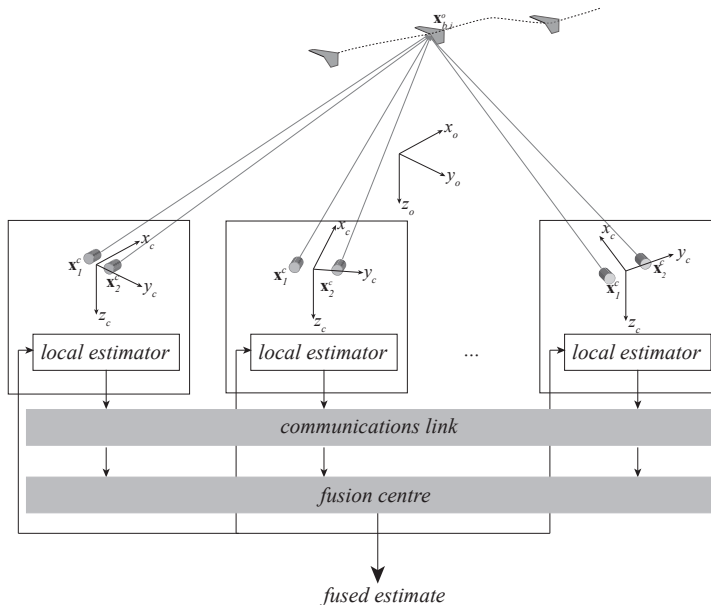 x^o_{b,i}
x_o
y_o
z_o
x_c
x^c_1
x^c_2
y_c
z_c
x_c
x^c_1
x^c_2
y_c
z_c
x_c
y_c
x^c_2
x^c_1
z_c
local estimator
local estimator
...
local estimator
communications link
fusion centre
fused estimate